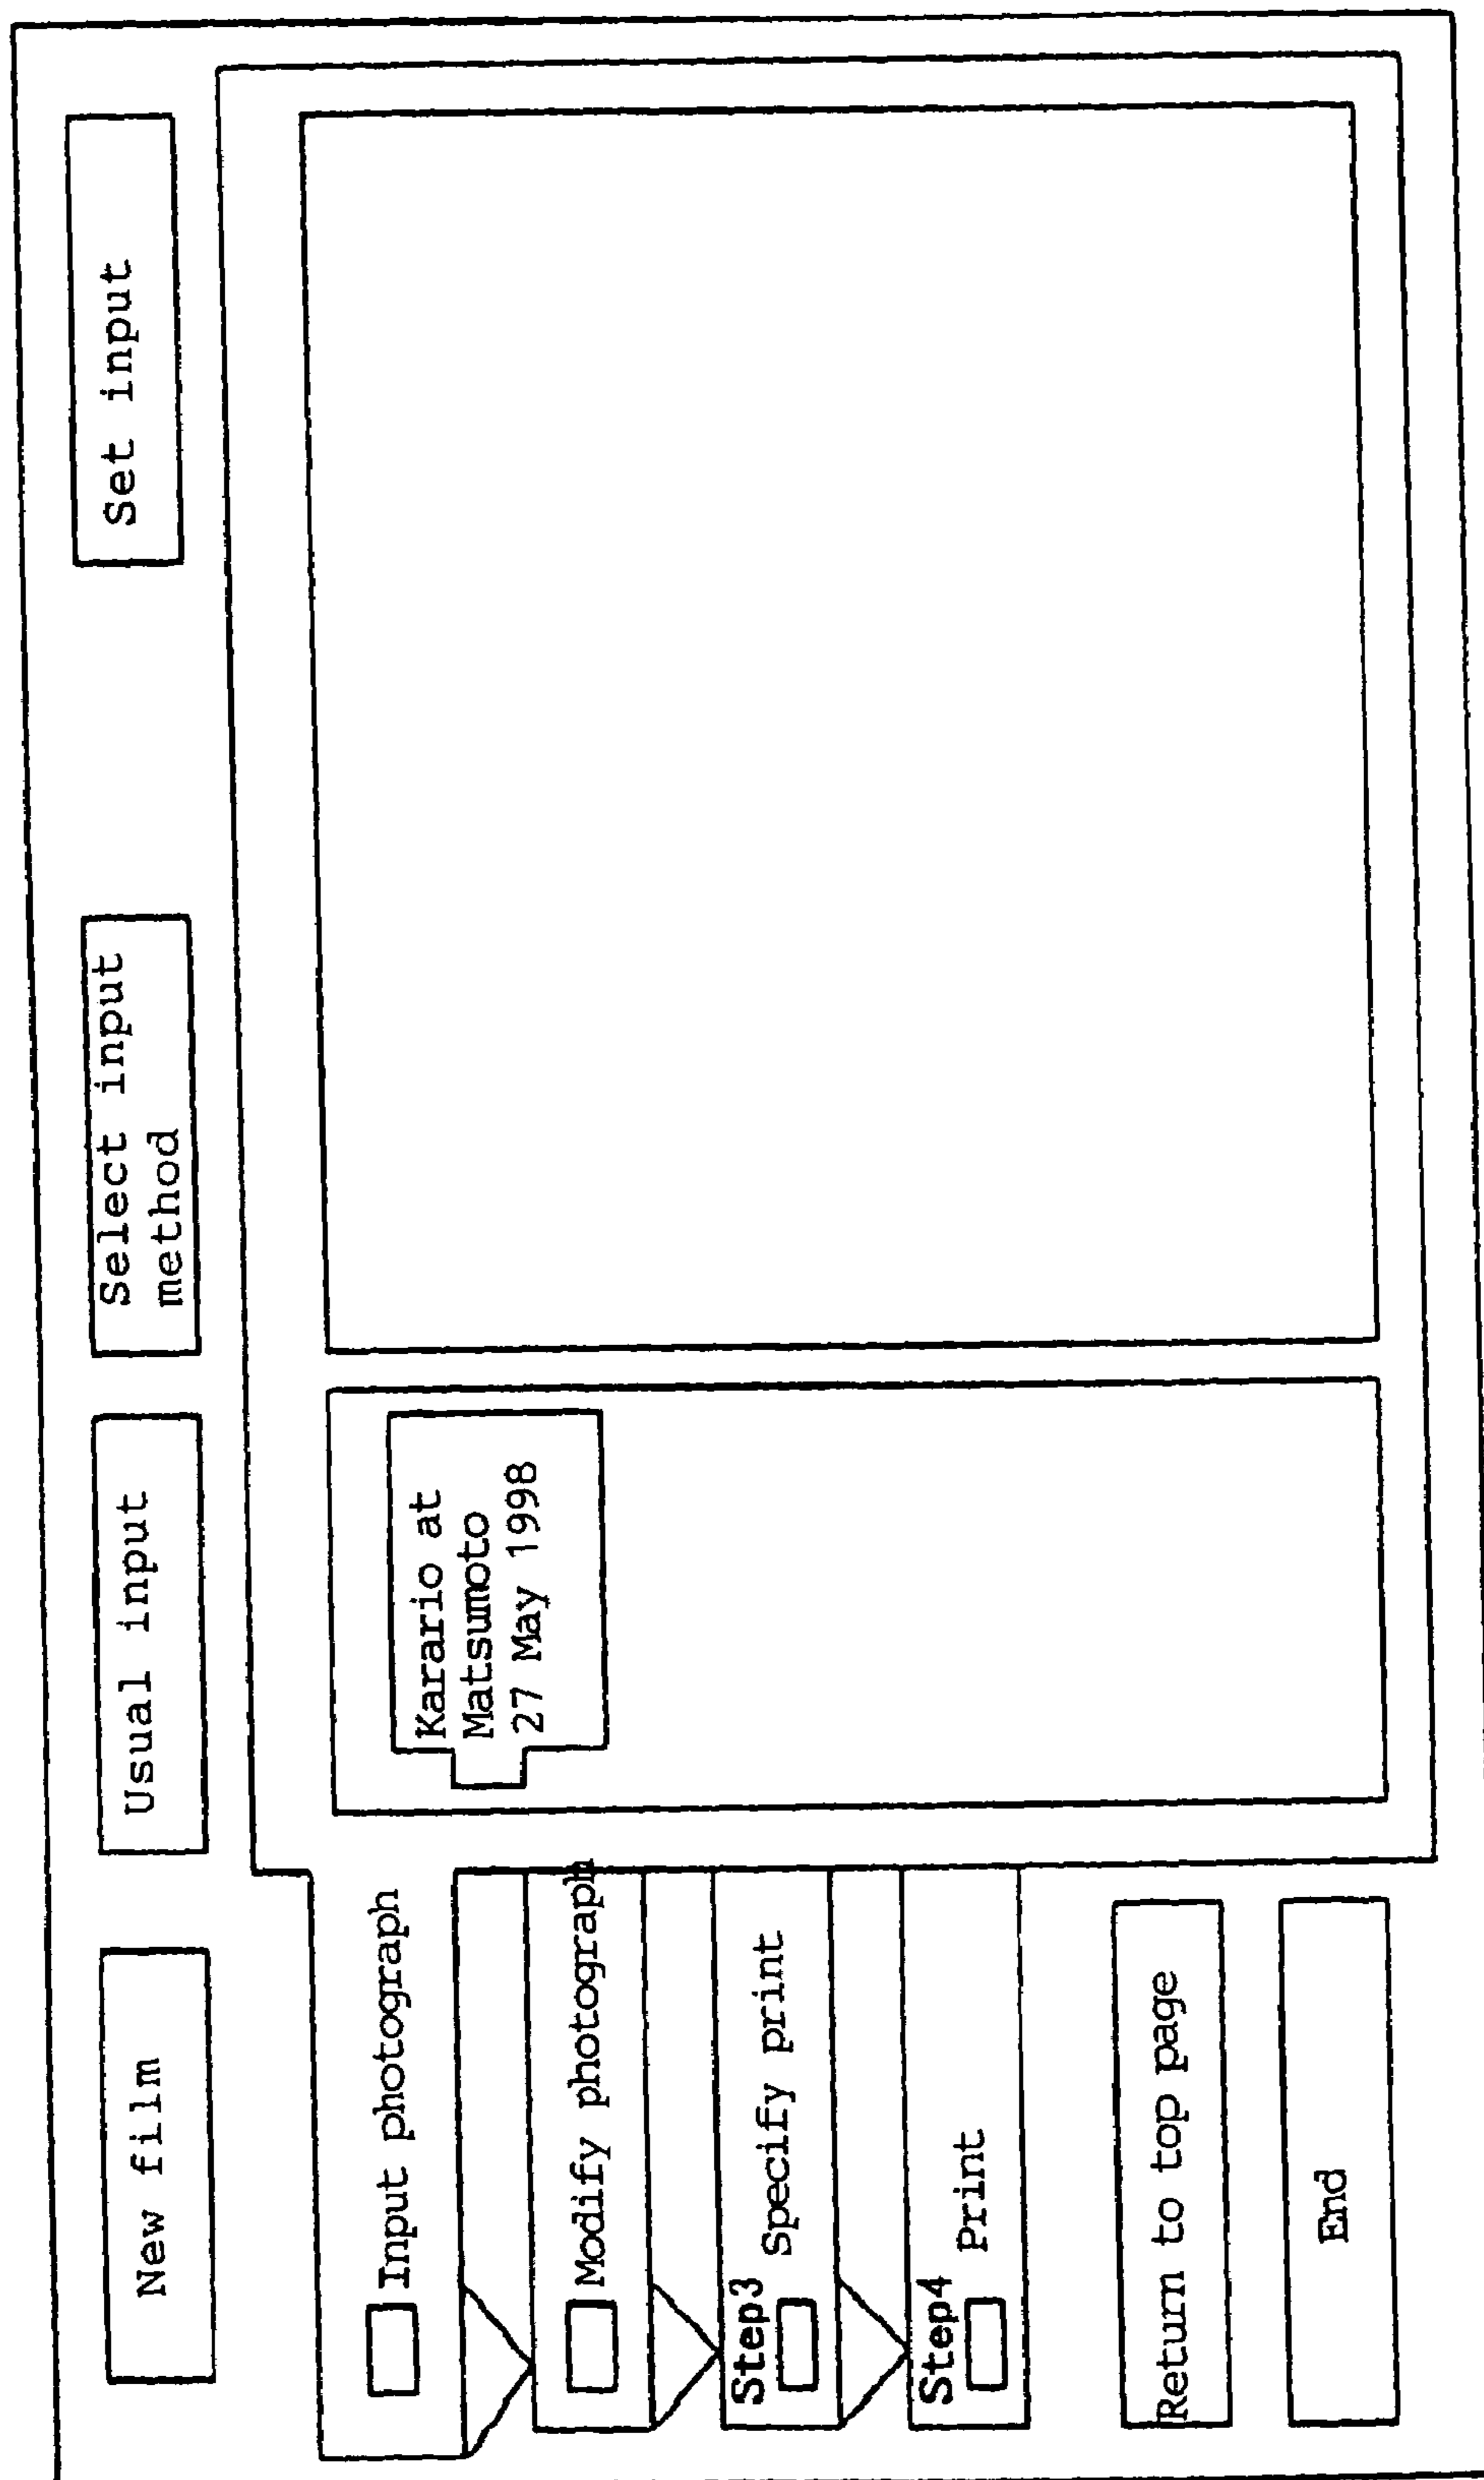 New film
Usual input
Select input
method
Set input
Input photograph
Modify photograph
Step3
Specify print
Step4
Print
Return to top page
End
Karario at
Matsumoto
27 May 1998